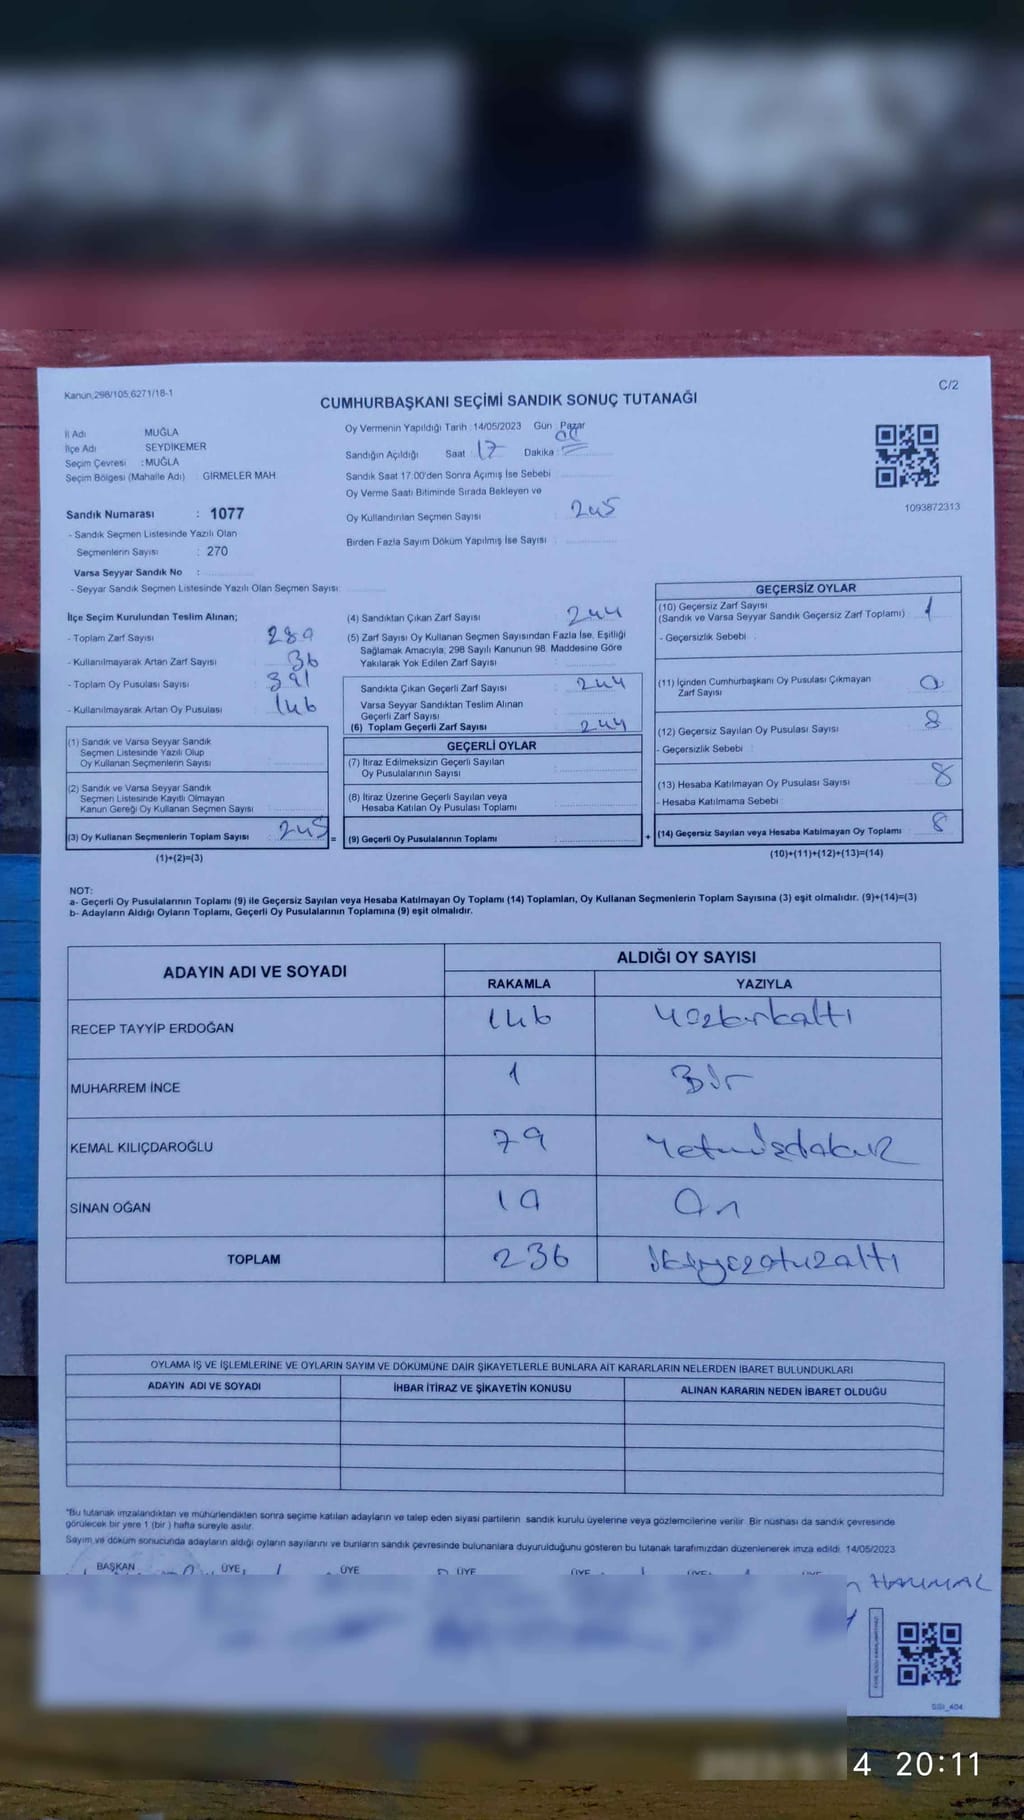 Kanun,298/105,6271/18-1
C/2
CUMHURBAŞKANI SEÇİMİ SANDIK SONUÇ TUTANAĞI
İl Adı MUĞLA
İlçe Adı SEYDİKEMER
Seçim Çevresi : MUĞLA
Seçim Bölgesi (Mahalle Adı) GİRMELER MAH
Sandık Numarası : 1077
- Sandık Seçmen Listesinde Yazılı Olan
Seçmenlerin Sayısı : 270
Varsa Seyyar Sandık No :
- Seyyar Sandık Seçmen Listesinde Yazılı Olan Seçmen Sayısı:
Oy Vermenin Yapıldığı Tarih : 14/05/2023 Gün : Pazar
Sandığın Açıldığı Saat : 17 Dakika : 00
Sandık Saat 17.00'den Sonra Açılmış İse Sebebi
Oy Verme Saati Bitiminde Sırada Bekleyen ve
Oy Kullandırılan Seçmen Sayısı : 245
Birden Fazla Sayım Döküm Yapılmış İse Sayısı :
1093872313
İlçe Seçim Kurulundan Teslim Alınan;
- Toplam Zarf Sayısı 280
- Kullanılmayarak Artan Zarf Sayısı 36
- Toplam Oy Pusulası Sayısı 391
- Kullanılmayarak Artan Oy Pusulası 146
(1) Sandık ve Varsa Seyyar Sandık
Seçmen Listesinde Yazılı Olup
Oy Kullanan Seçmenlerin Sayısı
(2) Sandık ve Varsa Seyyar Sandık
Seçmen Listesinde Kayıtlı Olmayan
Kanun Gereği Oy Kullanan Seçmen Sayısı
(3) Oy Kullanan Seçmenlerin Toplam Sayısı 245 =
(1)+(2)=(3)
(4) Sandıktan Çıkan Zarf Sayısı 244
(5) Zarf Sayısı Oy Kullanan Seçmen Sayısından Fazla İse, Eşitliği
Sağlamak Amacıyla; 298 Sayılı Kanunun 98. Maddesine Göre
Yakılarak Yok Edilen Zarf Sayısı
Sandıkta Çıkan Geçerli Zarf Sayısı 244
Varsa Seyyar Sandıktan Teslim Alınan
Geçerli Zarf Sayısı
(6) Toplam Geçerli Zarf Sayısı 244
GEÇERLİ OYLAR
(7) İtiraz Edilmeksizin Geçerli Sayılan
Oy Pusulalarının Sayısı
(8) İtiraz Üzerine Geçerli Sayılan veya
Hesaba Katılan Oy Pusulası Toplamı
(9) Geçerli Oy Pusulalarının Toplamı +
GEÇERSİZ OYLAR
(10) Geçersiz Zarf Sayısı
(Sandık ve Varsa Seyyar Sandık Geçersiz Zarf Toplamı) 1
- Geçersizlik Sebebi
(11) İçinden Cumhurbaşkanı Oy Pusulası Çıkmayan
Zarf Sayısı 0
(12) Geçersiz Sayılan Oy Pusulası Sayısı 8
- Geçersizlik Sebebi
(13) Hesaba Katılmayan Oy Pusulası Sayısı 8
- Hesaba Katılmama Sebebi
(14) Geçersiz Sayılan veya Hesaba Katılmayan Oy Toplamı 8
(10)+(11)+(12)+(13)=(14)
NOT:
a- Geçerli Oy Pusulalarının Toplamı (9) ile Geçersiz Sayılan veya Hesaba Katılmayan Oy Toplamı (14) Toplamları, Oy Kullanan Seçmenlerin Toplam Sayısına (3) eşit olmalıdır. (9)+(14)=(3)
b- Adayların Aldığı Oyların Toplamı, Geçerli Oy Pusulalarının Toplamına (9) eşit olmalıdır.
ADAYIN ADI VE SOYADI ALDIĞI OY SAYISI
RAKAMLA YAZIYLA
RECEP TAYYİP ERDOĞAN 146 Yüzkırkaltı
MUHARREM İNCE 1 Bir
KEMAL KILIÇDAROĞLU 79 Yetmişdokuz
SİNAN OĞAN 10 On
TOPLAM 236 ikiyüzotuzaltı
OYLAMA İŞ VE İŞLEMLERİNE VE OYLARIN SAYIM VE DÖKÜMÜNE DAİR ŞİKAYETLERLE BUNLARA AİT KARARLARIN NELERDEN İBARET BULUNDUKLARI
ADAYIN ADI VE SOYADI İHBAR İTİRAZ VE ŞİKAYETİN KONUSU ALINAN KARARIN NEDEN İBARET OLDUĞU
"Bu tutanak imzalandıktan ve mühürlendikten sonra seçime katılan adayların ve talep eden siyasi partilerin sandık kurulu üyelerine veya gözlemcilerine verilir. Bir nüshası da sandık çevresinde
görülecek bir yere 1 (bir ) hafta süreyle asılır.
Sayım ve döküm sonucunda adayların aldığı oyların sayılarını ve bunların sandık çevresinde bulunanlara duyurulduğunu gösteren bu tutanak tarafımızdan düzenlenerek imza edildi. 14/05/2023
BAŞKAN ÜYE ÜYE ÜYE ÜYE ÜYE ÜYE
SSI_404
4 20:11